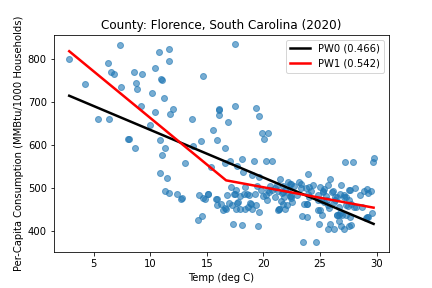 County: Florence, South Carolina (2020)
PW0 (0.466)
PW1 (0.542)
Per-Capita Consumption (MMBtu/1000 Households)
800
700
600
500
400
5 10 15 20 25 30
Temp (deg C)